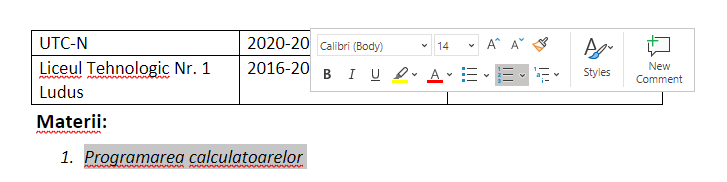 UTC-N 2020-20
Liceul Tehnologic Nr. 1 2016-20
Ludus
Calibri (Body) 14 A A
B I U A
Styles
New
Comment
Materii:
1. Programarea calculatoarelor